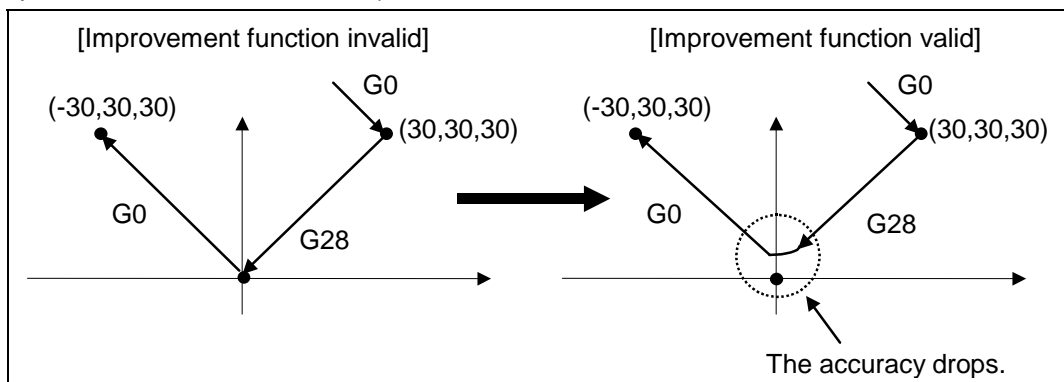 [Improvement function invalid]
G0
(-30,30,30)
(30,30,30)
G0
G28
[Improvement function valid]
G0
(-30,30,30)
(30,30,30)
G0
G28
The accuracy drops.